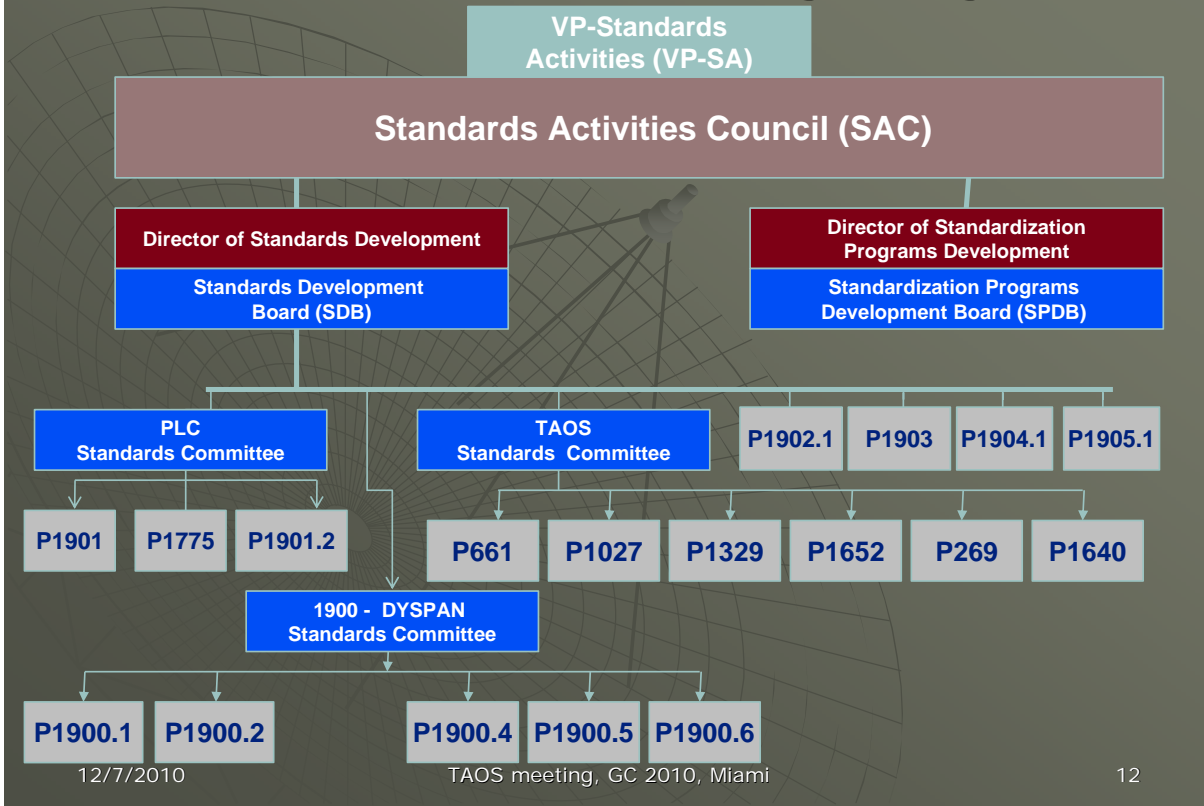 VP-Standards
Activities (VP-SA)
Standards Activities Council (SAC)
Director of Standards Development
Standards Development
Board (SDB)
Director of Standardization
Programs Development
Standardization Programs
Development Board (SPDB)
PLC
Standards Committee
TAOS
Standards Committee
P1902.1
P1903
P1904.1
P1905.1
P1901
P1775
P1901.2
P661
P1027
P1329
P1652
P269
P1640
1900 - DYSPAN
Standards Committee
P1900.1
P1900.2
P1900.4
P1900.5
P1900.6
12/7/2010
TAOS meeting, GC 2010, Miami
12